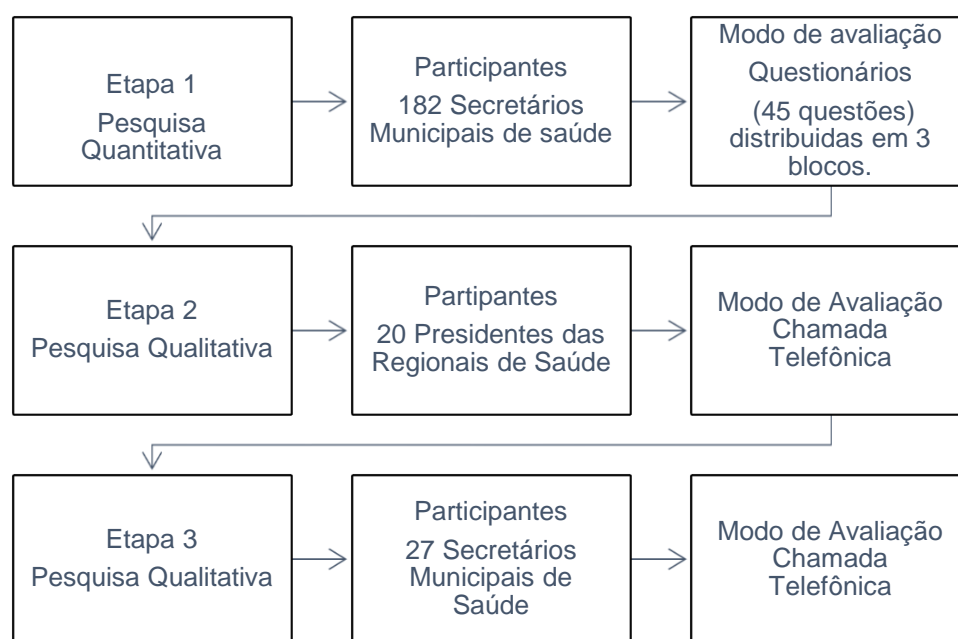 Etapa 1
Pesquisa
Quantitativa
Participantes
182 Secretários
Municipais de saúde
Modo de avaliação
Questionários
(45 questões)
distribuidas em 3
blocos.
Etapa 2
Pesquisa Qualitativa
Partipantes
20 Presidentes das
Regionais de Saúde
Modo de Avaliação
Chamada
Telefônica
Etapa 3
Pesquisa Qualitativa
Participantes
27 Secretários
Municipais de
Saúde
Modo de Avaliação
Chamada
Telefônica